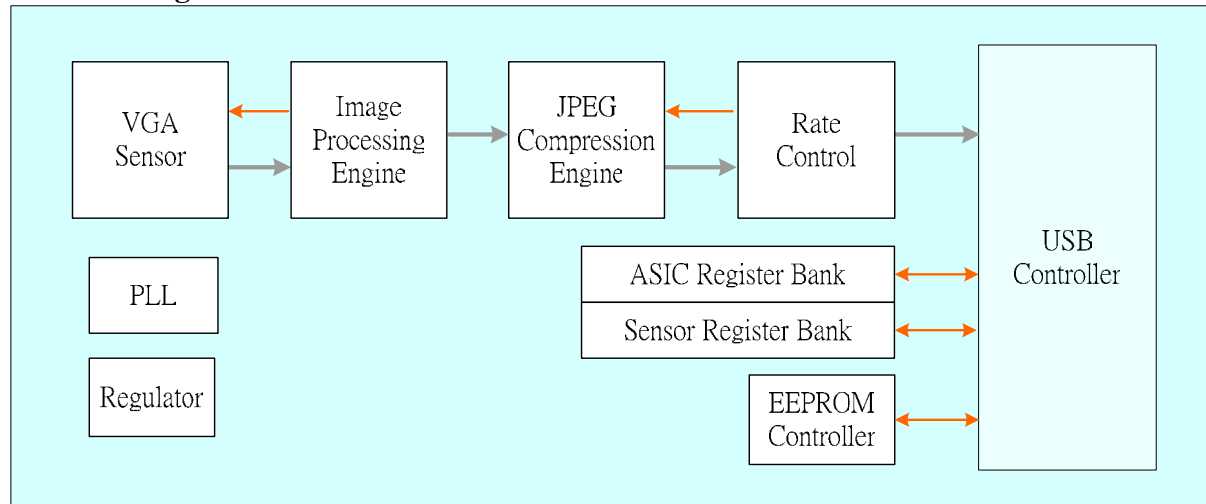 VGA
Sensor
Image
Processing
Engine
JPEG
Compression
Engine
Rate
Control
USB
Controller
ASIC Register Bank
Sensor Register Bank
PLL
Regulator
EEPROM
Controller